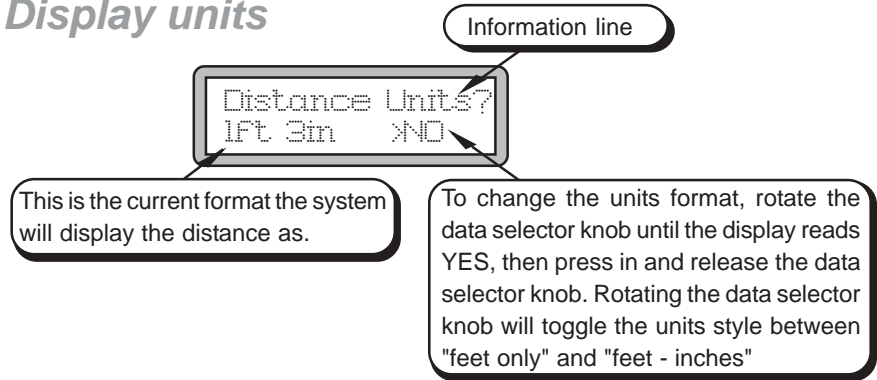 Display units
Information line
Distance Units?
1ft 3in >NO
This is the current format the system
will display the distance as.
To change the units format, rotate the
data selector knob until the display reads
YES, then press in and release the data
selector knob. Rotating the data selector
knob will toggle the units style between
"feet only" and "feet - inches"